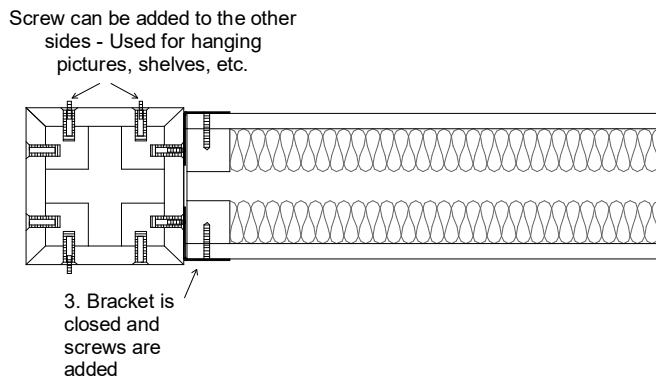 Screw can be added to the other
sides - Used for hanging
pictures, shelves, etc.
3. Bracket is
closed and
screws are
added